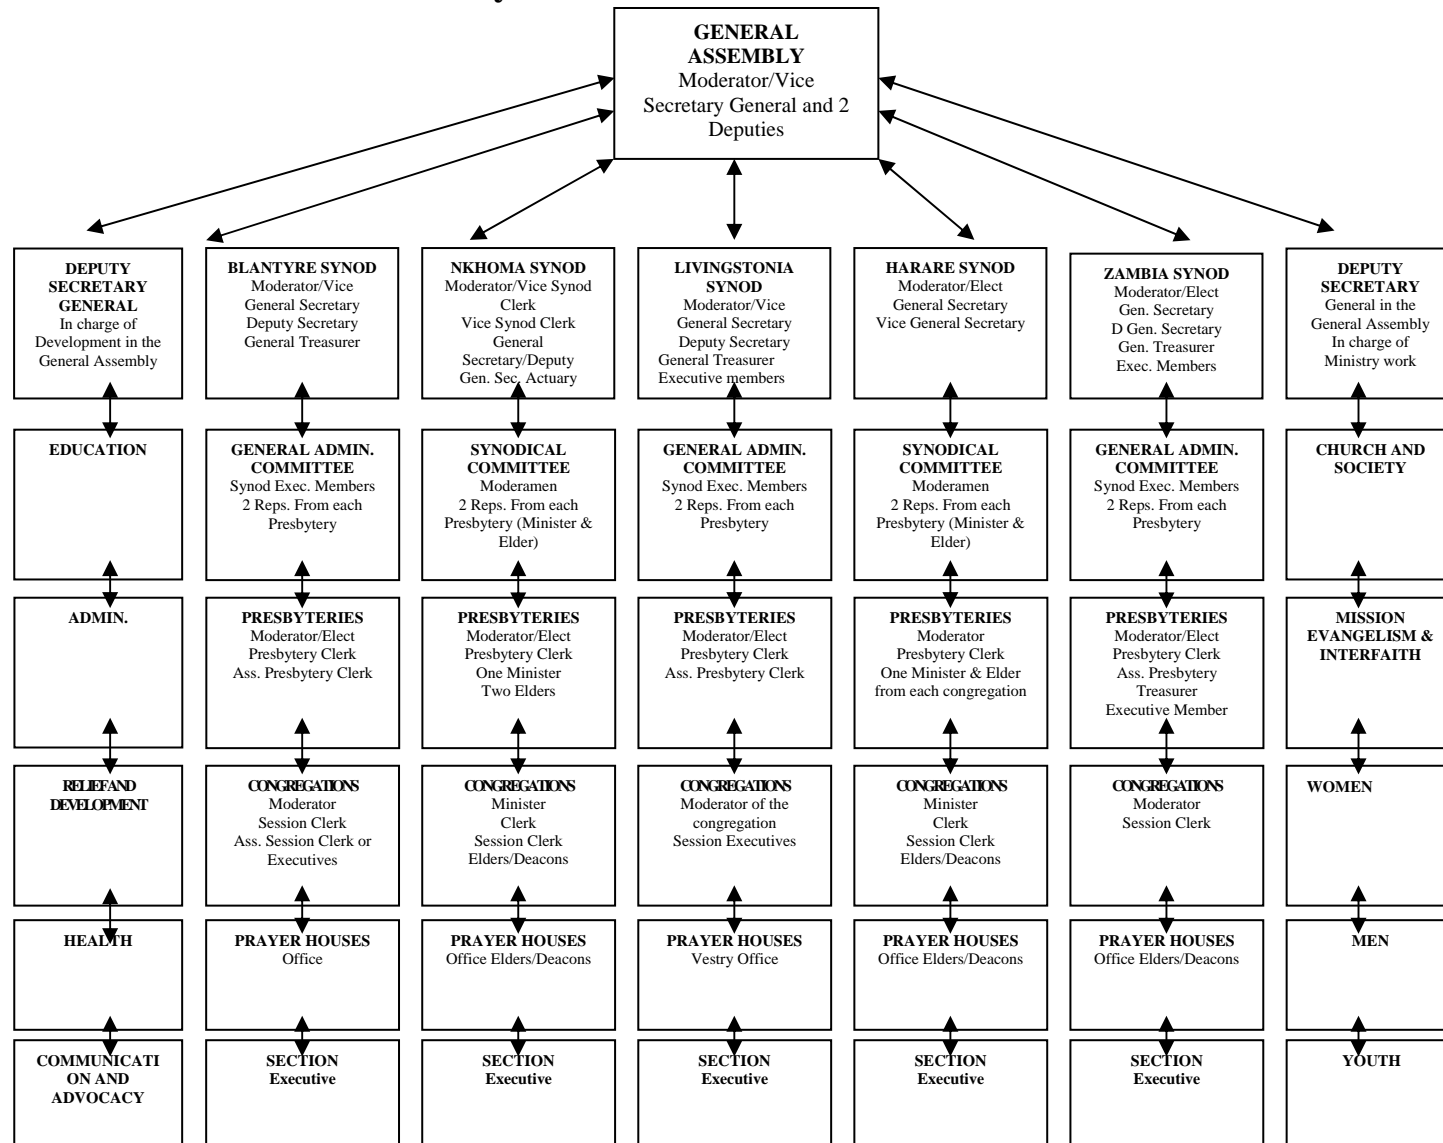 GENERAL
ASSEMBLY
Moderator/Vice
Secretary General and 2
Deputies
DEPUTY
SECRETARY
GENERAL
In charge of
Development in the
General Assembly
BLANTYRE SYNOD
Moderator/Vice
General Secretary
Deputy Secretary
General Treasurer
NKHOMA SYNOD
Moderator/Vice Synod
Clerk
Vice Synod Clerk
General
Secretary/Deputy
Gen. Sec. Actuary
LIVINGSTONIA
SYNOD
Moderator/Vice
General Secretary
Deputy Secretary
General Treasurer
Executive members
HARARE SYNOD
Moderator/Elect
General Secretary
Vice General Secretary
ZAMBIA SYNOD
Moderator/Elect
Gen. Secretary
D Gen. Secretary
Gen. Treasurer
Exec. Members
DEPUTY
SECRETARY
General in the
General Assembly
In charge of
Ministry work
EDUCATION
GENERAL ADMIN.
COMMITTEE
Synod Exec. Members
2 Reps. From each
Presbytery
SYNODICAL
COMMITTEE
Moderamen
2 Reps. From each
Presbytery (Minister &
Elder)
GENERAL ADMIN.
COMMITTEE
Synod Exec. Members
2 Reps. From each
Presbytery
SYNODICAL
COMMITTEE
Moderamen
2 Reps. From each
Presbytery (Minister &
Elder)
GENERAL ADMIN.
COMMITTEE
Synod Exec. Members
2 Reps. From each
Presbytery
CHURCH AND
SOCIETY
ADMIN.
PRESBYTERIES
Moderator/Elect
Presbytery Clerk
Ass. Presbytery Clerk
PRESBYTERIES
Moderator/Elect
Presbytery Clerk
One Minister
Two Elders
PRESBYTERIES
Moderator/Elect
Presbytery Clerk
Ass. Presbytery Clerk
PRESBYTERIES
Moderator
Presbytery Clerk
One Minister & Elder
from each congregation
PRESBYTERIES
Moderator/Elect
Presbytery Clerk
Ass. Presbytery
Treasurer
Executive Member
MISSION
EVANGELISM &
INTERFAITH
RELIEF AND
DEVELOPMENT
CONGREGATIONS
Moderator
Session Clerk
Ass. Session Clerk or
Executives
CONGREGATIONS
Minister
Clerk
Session Clerk
Elders/Deacons
CONGREGATIONS
Moderator of the
congregation
Session Executives
CONGREGATIONS
Minister
Clerk
Session Clerk
Elders/Deacons
CONGREGATIONS
Moderator
Session Clerk
WOMEN
HEALTH
PRAYER HOUSES
Office
PRAYER HOUSES
Office Elders/Deacons
PRAYER HOUSES
Vestry Office
PRAYER HOUSES
Office Elders/Deacons
PRAYER HOUSES
Office Elders/Deacons
MEN
COMMUNICATI
ON AND
ADVOCACY
SECTION
Executive
SECTION
Executive
SECTION
Executive
SECTION
Executive
SECTION
Executive
YOUTH